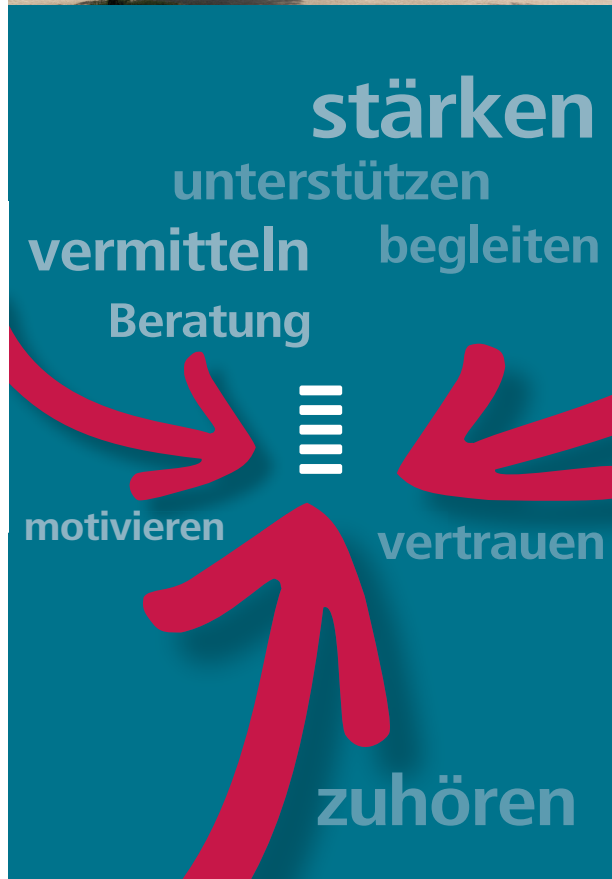 stärken
unterstützen
vermitteln
begleiten
Beratung
motivieren
vertrauen
zuhören